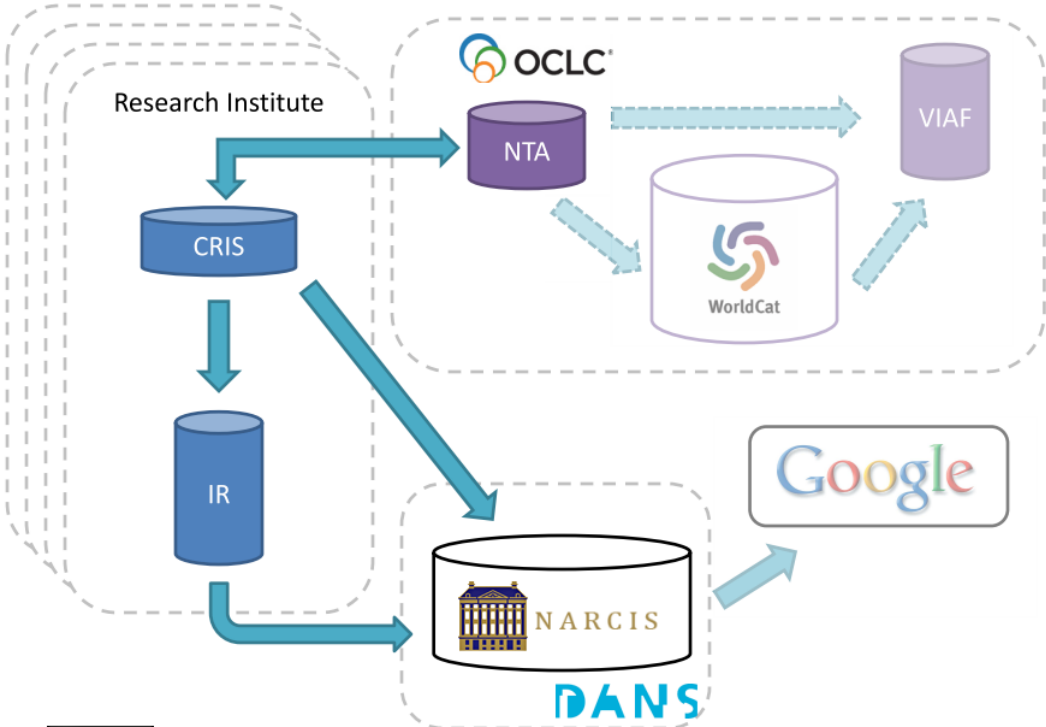 Research Institute
OCLC®
NTA
VIAF
CRIS
WorldCat
IR
Google
NARCIS
DANS